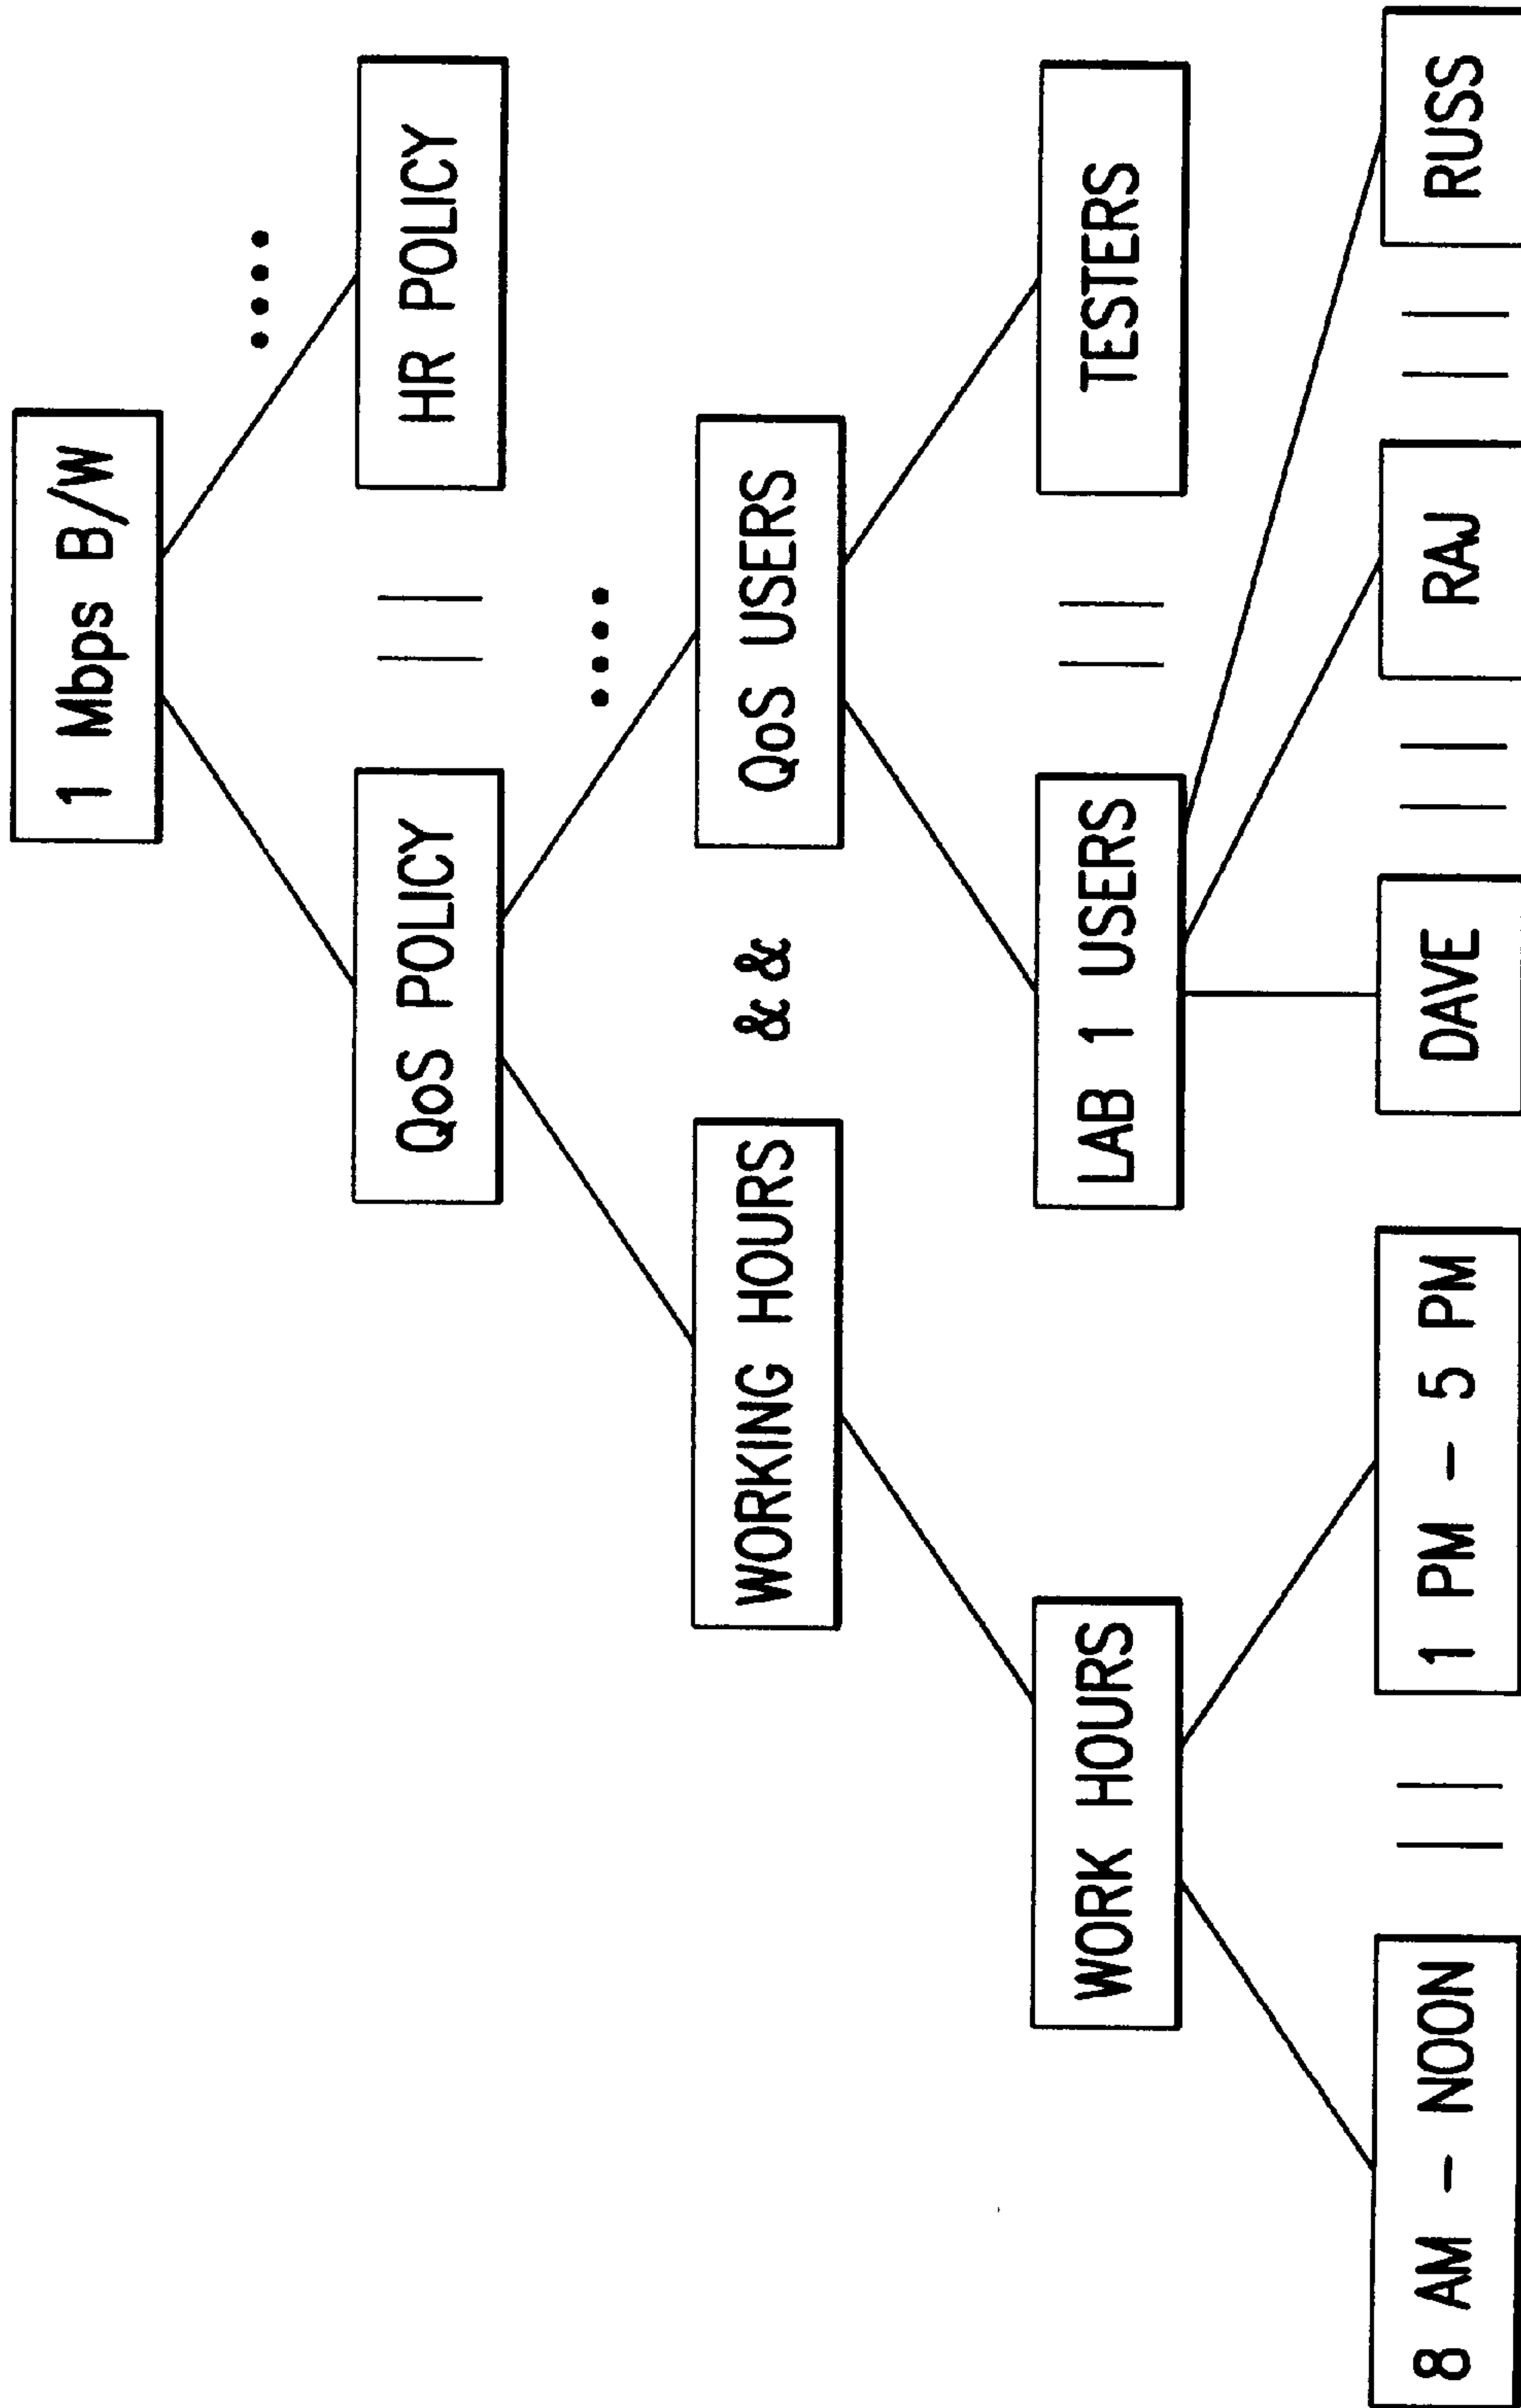 1 Mbps B/W
••••
QoS POLICY || HR POLICY
••••
WORKING HOURS && QoS USERS
WORK HOURS LAB 1 USERS || TESTERS
8 AM - NOON || 1 PM - 5 PM DAVE || RAJ || RUSS